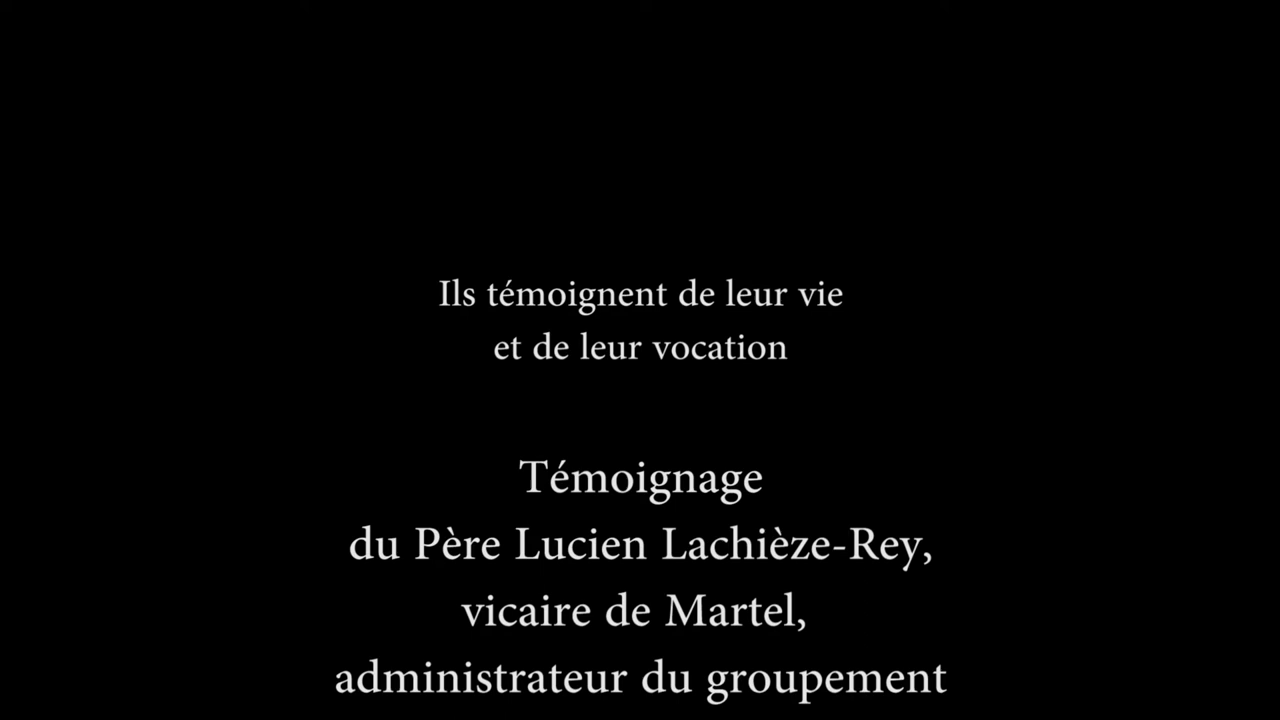 Ils témoignent de leur vie
et de leur vocation
Témoignage
du Père Lucien Lachièze-Rey,
vicaire de Martel,
administrateur du groupement